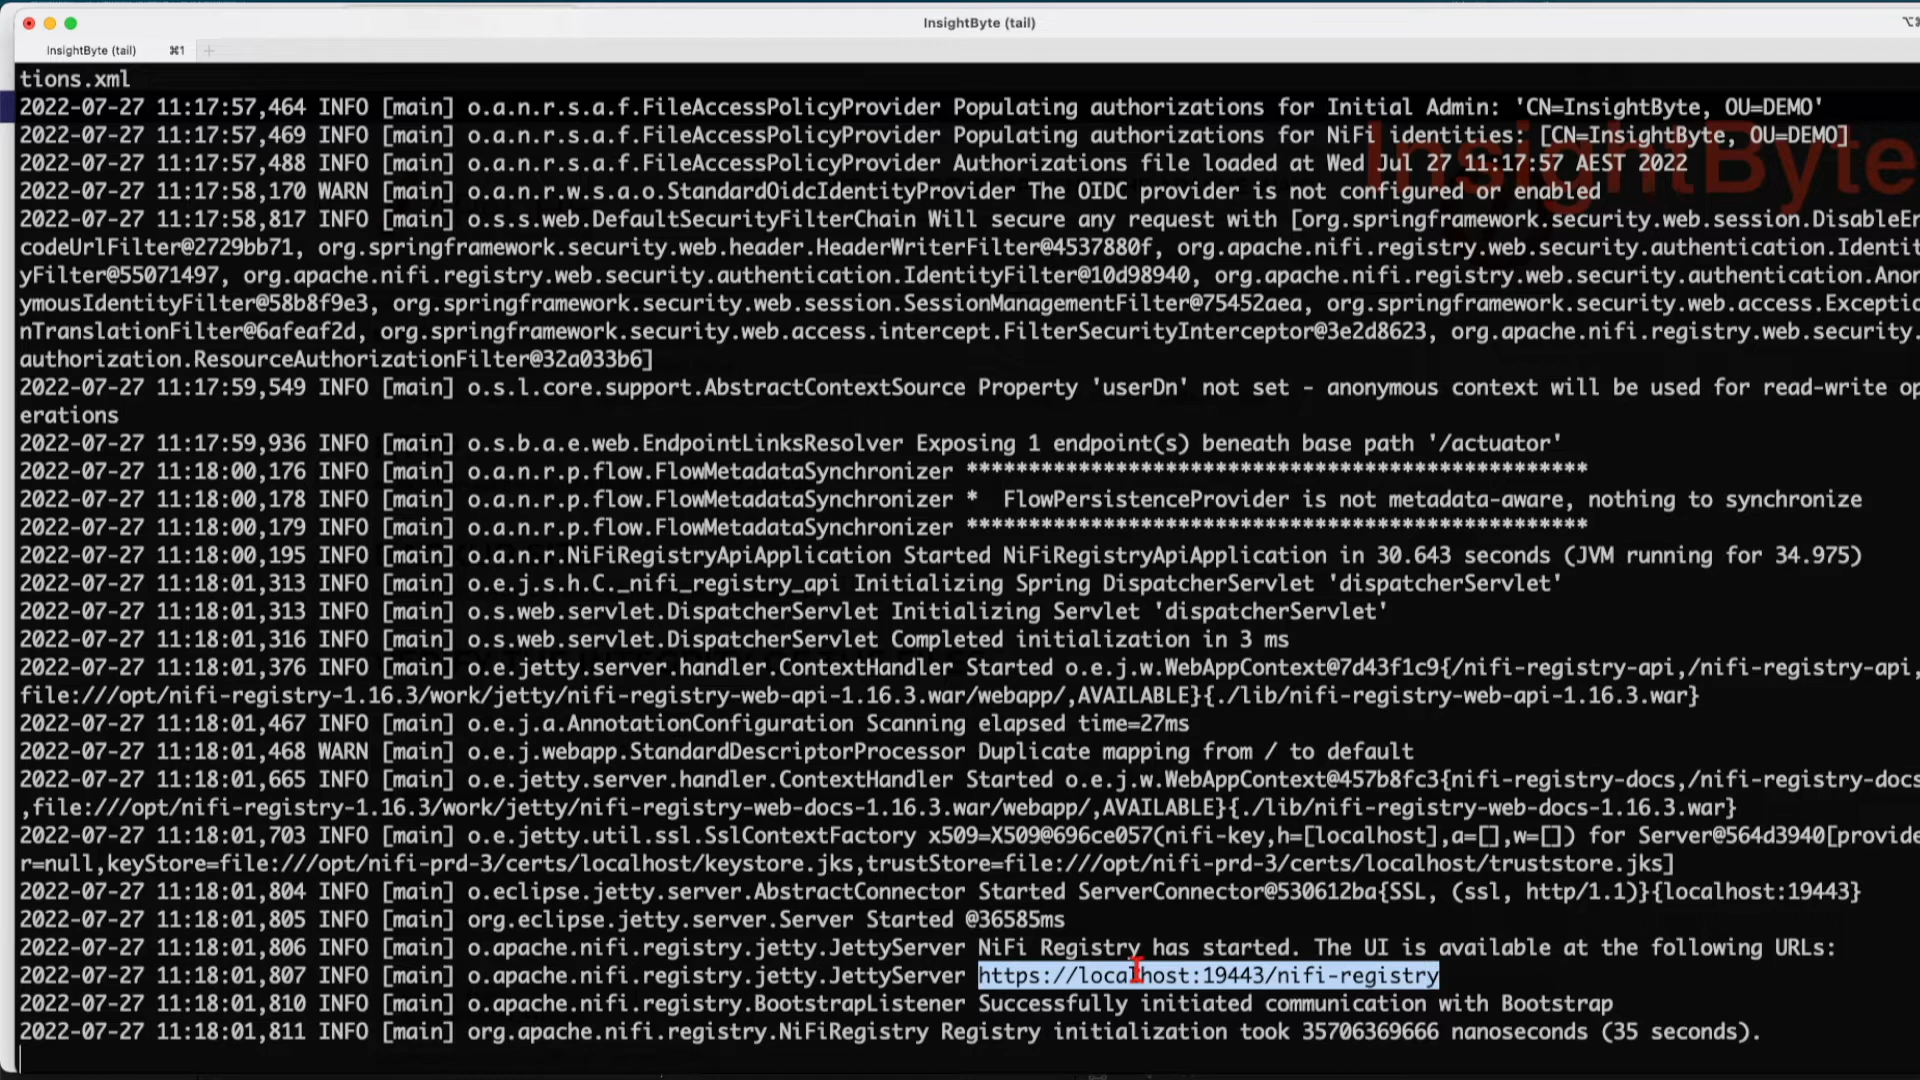 InsightByte (tail)
InsightByte (tail) ⌘1 +
tions.xml
2022-07-27 11:17:57,464 INFO [main] o.a.n.r.s.a.f.FileAccessPolicyProvider Populating authorizations for Initial Admin: 'CN=InsightByte, OU=DEMO'
2022-07-27 11:17:57,469 INFO [main] o.a.n.r.s.a.f.FileAccessPolicyProvider Populating authorizations for NiFi identities: [CN=InsightByte, OU=DEMO]
InsightByte
2022-07-27 11:17:57,488 INFO [main] o.a.n.r.s.a.f.FileAccessPolicyProvider Authorizations file loaded at Wed Jul 27 11:17:57 AEST 2022
2022-07-27 11:17:58,170 WARN [main] o.a.n.r.w.s.a.o.StandardOidcIdentityProvider The OIDC provider is not configured or enabled
2022-07-27 11:17:58,817 INFO [main] o.s.s.web.DefaultSecurityFilterChain Will secure any request with [org.springframework.security.web.session.DisableEn
codeUrlFilter@2729bb71, org.springframework.security.web.header.HeaderWriterFilter@4537880f, org.apache.nifi.registry.web.security.authentication.Identit
yFilter@55071497, org.apache.nifi.registry.web.security.authentication.IdentityFilter@10d98940, org.apache.nifi.registry.web.security.authentication.Anon
ymousIdentityFilter@58b8f9e3, org.springframework.security.web.session.SessionManagementFilter@75452aea, org.springframework.security.web.access.Exceptio
nTranslationFilter@6afeaf2d, org.springframework.security.web.access.intercept.FilterSecurityInterceptor@3e2d8623, org.apache.nifi.registry.web.security.
authorization.ResourceAuthorizationFilter@32a033b6]
2022-07-27 11:17:59,549 INFO [main] o.s.l.core.support.AbstractContextSource Property 'userDn' not set - anonymous context will be used for read-write op
erations
2022-07-27 11:17:59,936 INFO [main] o.s.b.a.e.web.EndpointLinksResolver Exposing 1 endpoint(s) beneath base path '/actuator'
2022-07-27 11:18:00,176 INFO [main] o.a.n.r.p.flow.FlowMetadataSynchronizer **************************************************
2022-07-27 11:18:00,178 INFO [main] o.a.n.r.p.flow.FlowMetadataSynchronizer *  FlowPersistenceProvider is not metadata-aware, nothing to synchronize
2022-07-27 11:18:00,179 INFO [main] o.a.n.r.p.flow.FlowMetadataSynchronizer **************************************************
2022-07-27 11:18:00,195 INFO [main] o.a.n.r.NiFiRegistryApiApplication Started NiFiRegistryApiApplication in 30.643 seconds (JVM running for 34.975)
2022-07-27 11:18:01,313 INFO [main] o.e.j.s.h.C._nifi_registry_api Initializing Spring DispatcherServlet 'dispatcherServlet'
2022-07-27 11:18:01,313 INFO [main] o.s.web.servlet.DispatcherServlet Initializing Servlet 'dispatcherServlet'
2022-07-27 11:18:01,316 INFO [main] o.s.web.servlet.DispatcherServlet Completed initialization in 3 ms
2022-07-27 11:18:01,376 INFO [main] o.e.jetty.server.handler.ContextHandler Started o.e.j.w.WebAppContext@7d43f1c9{/nifi-registry-api,/nifi-registry-api,
file:///opt/nifi-registry-1.16.3/work/jetty/nifi-registry-web-api-1.16.3.war/webapp/,AVAILABLE}{./lib/nifi-registry-web-api-1.16.3.war}
2022-07-27 11:18:01,467 INFO [main] o.e.j.a.AnnotationConfiguration Scanning elapsed time=27ms
2022-07-27 11:18:01,468 WARN [main] o.e.j.webapp.StandardDescriptorProcessor Duplicate mapping from / to default
2022-07-27 11:18:01,665 INFO [main] o.e.jetty.server.handler.ContextHandler Started o.e.j.w.WebAppContext@457b8fc3{nifi-registry-docs,/nifi-registry-docs
,file:///opt/nifi-registry-1.16.3/work/jetty/nifi-registry-web-docs-1.16.3.war/webapp/,AVAILABLE}{./lib/nifi-registry-web-docs-1.16.3.war}
2022-07-27 11:18:01,703 INFO [main] o.e.jetty.util.ssl.SslContextFactory x509=X509@696ce057(nifi-key,h=[localhost],a=[],w=[]) for Server@564d3940[provide
r=null,keyStore=file:///opt/nifi-prd-3/certs/localhost/keystore.jks,trustStore=file:///opt/nifi-prd-3/certs/localhost/truststore.jks]
2022-07-27 11:18:01,804 INFO [main] o.eclipse.jetty.server.AbstractConnector Started ServerConnector@530612ba{SSL, (ssl, http/1.1)}{localhost:19443}
2022-07-27 11:18:01,805 INFO [main] org.eclipse.jetty.server.Server Started @36585ms
2022-07-27 11:18:01,806 INFO [main] o.apache.nifi.registry.jetty.JettyServer NiFi Registry has started. The UI is available at the following URLs:
2022-07-27 11:18:01,807 INFO [main] o.apache.nifi.registry.jetty.JettyServer https://localhost:19443/nifi-registry
2022-07-27 11:18:01,810 INFO [main] o.apache.nifi.registry.BootstrapListener Successfully initiated communication with Bootstrap
2022-07-27 11:18:01,811 INFO [main] org.apache.nifi.registry.NiFiRegistry Registry initialization took 35706369666 nanoseconds (35 seconds).